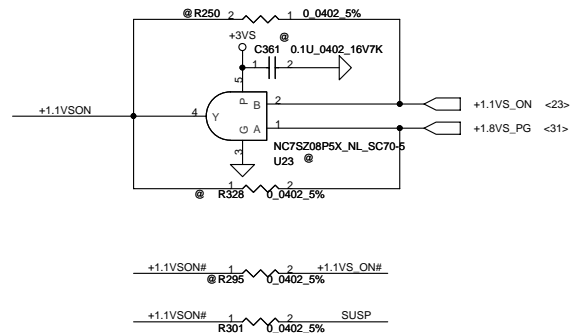 @R250 2 1 0_0402_5%
+3VS
@
C361 0.1U_0402_16V7K
1 2
5
+1.1VSON 4 Y P B 2 +1.1VS_ON <23>
G A 1 +1.8VS_PG <31>
3
NC7SZ08P5X_NL_SC70-5
U23 @
1 2
@ R328 0_0402_5%
+1.1VSON# 1 2 +1.1VS_ON#
@R295 0_0402_5%
+1.1VSON# 1 2 SUSP
R301 0_0402_5%